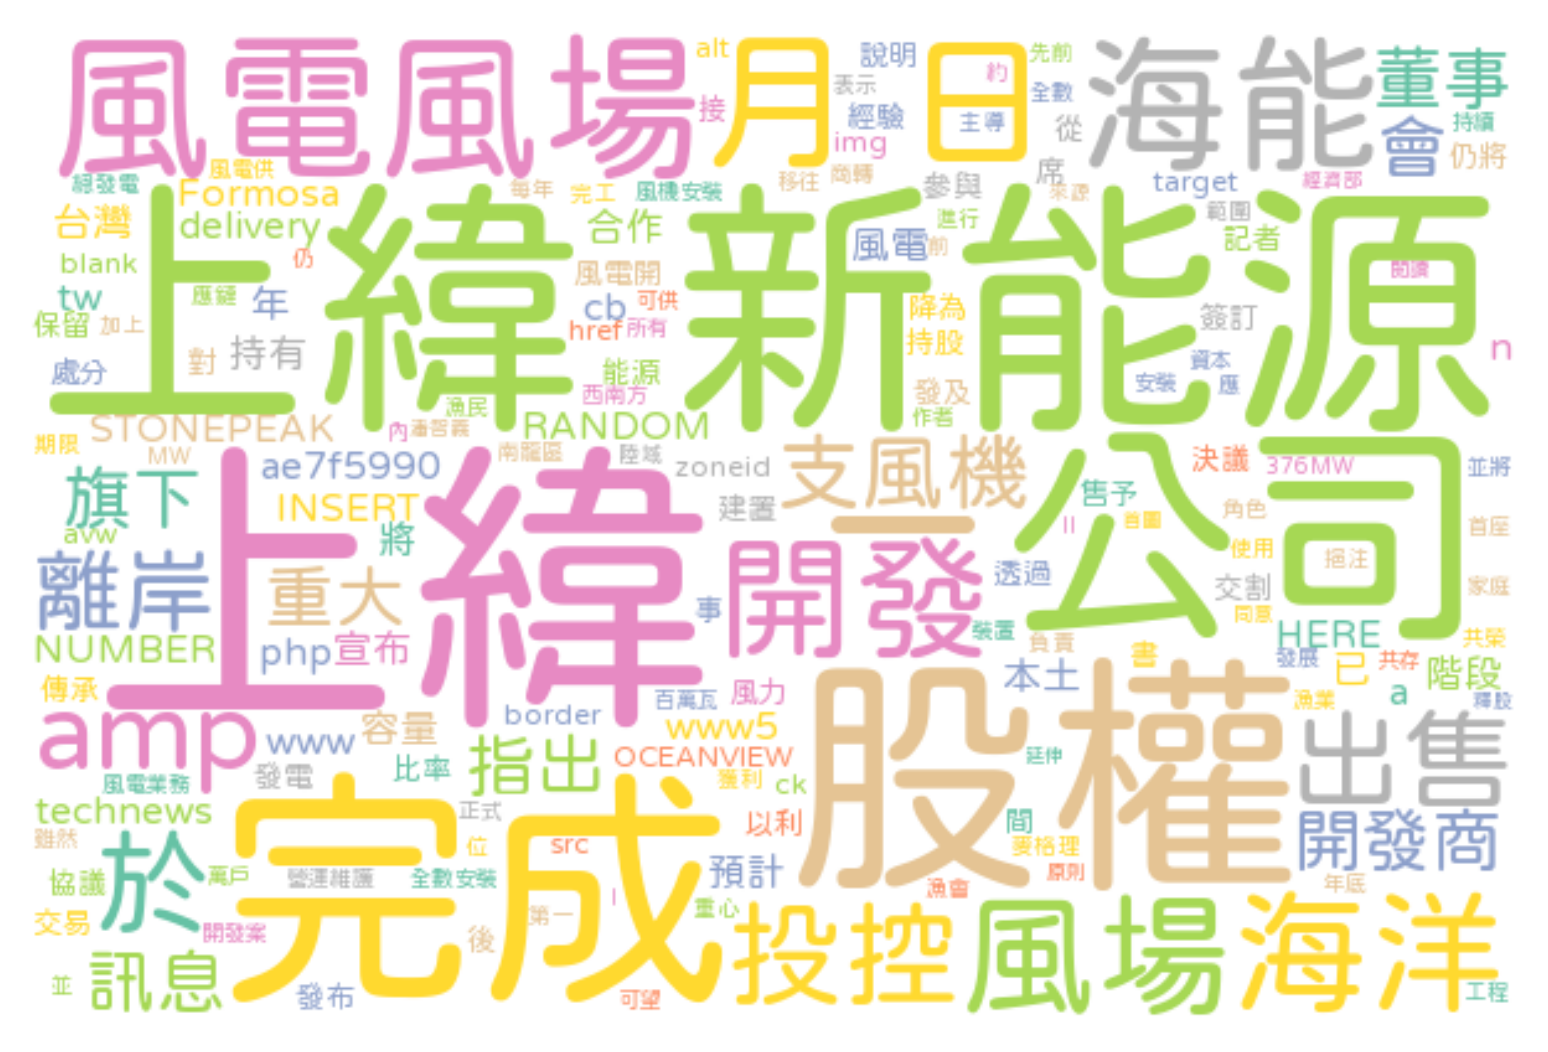 風電風場 alt 月 說明 日 先前 海能 董事
接 表示 經驗 img 約 全數 主導 從 會 持續 仍將
風電供 綠發電 Formosa 每年 完工 風機安裝 移往 商轉 參與 席 來源 target 經濟部
上緯 新能源
台灣 delivery 合作 風電 前 進行 範圍 記者
blank 仍 風電開 閱讀
tw 應鏈 年 cb 可供 降為 簽訂
保留 加上 href 所有 持股 n
處分 對 持有 能源 西南方 發及 安裝 資本 應
漁民 作者
期限 STONEPEAK MW 內 潘智義 RANDOM
上緯 公司
旗下 ae7f5990 南龍區 陸域 zoneid 支風機 決議 376MW 並將
avw INSERT 將 建置 一 售予 II 首圖 角色 首座
離岸 重大 開發 透過 使用 挹注
事 交割 同意 家庭
NUMBER php 宣布 裝置 負責 HERE 共榮
傳承 百萬瓦 風力 本土 書 發展 已 共存 階段
amp www 容量 border www5 股權 漁業 a 釋股
風電業務 發電 比率 指出 OCEANVIEW 獲利 ck 延伸 出售
technews 完成 正式 以利 間 開發商
雖然 於 位 src 麥格理
協議 萬戶 營運維護 全數安裝 預計 漁會 原則 年底
交易 開發案 第一 l 重心 投控 風場 海洋
並 訊息 發布 後 可望 工程